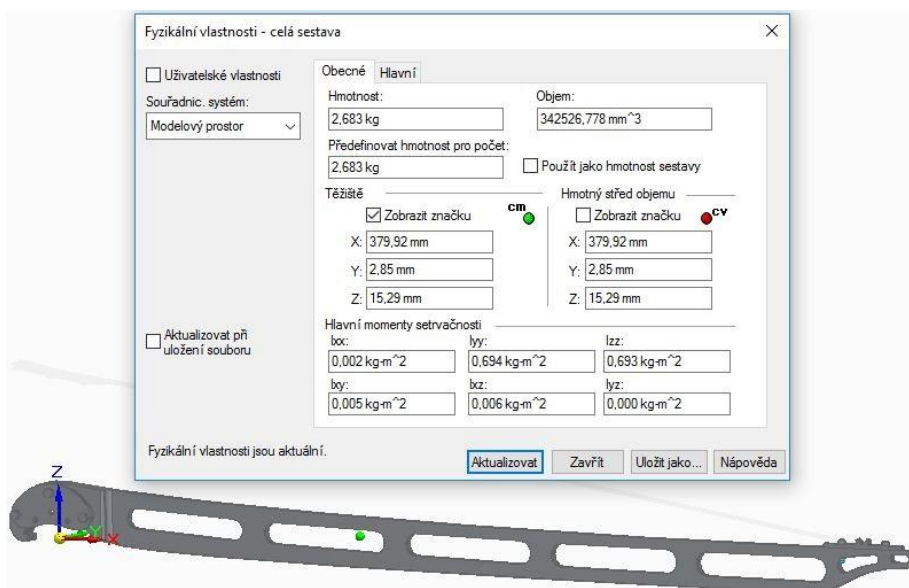 Fyzikální vlastnosti - celá sestava
Uživatelské vlastnosti
Souřadnic. systém:
Modelový prostor
Aktualizovat při
uložení souboru
Obecné Hlavní
Hmotnost: Objem:
2,683 kg 342526,778 mm^3
Předefinovat hmotnost pro počet:
2,683 kg Použít jako hmotnost sestavy
Těžiště Hmotný střed objemu
Zobrazit značku cm Zobrazit značku cv
X: 379,92 mm X: 379,92 mm
Y: 2,85 mm Y: 2,85 mm
Z: 15,29 mm Z: 15,29 mm
Hlavní momenty setrvačnosti
Ixx: Iyy: Izz:
0,002 kg-m^2 0,694 kg-m^2 0,693 kg-m^2
Ixy: Ixz: Iyz:
0,005 kg-m^2 0,006 kg-m^2 0,000 kg-m^2
Fyzikální vlastnosti jsou aktuální.
Aktualizovat Zavřít Uložit jako... Nápověda
Z
Y
X